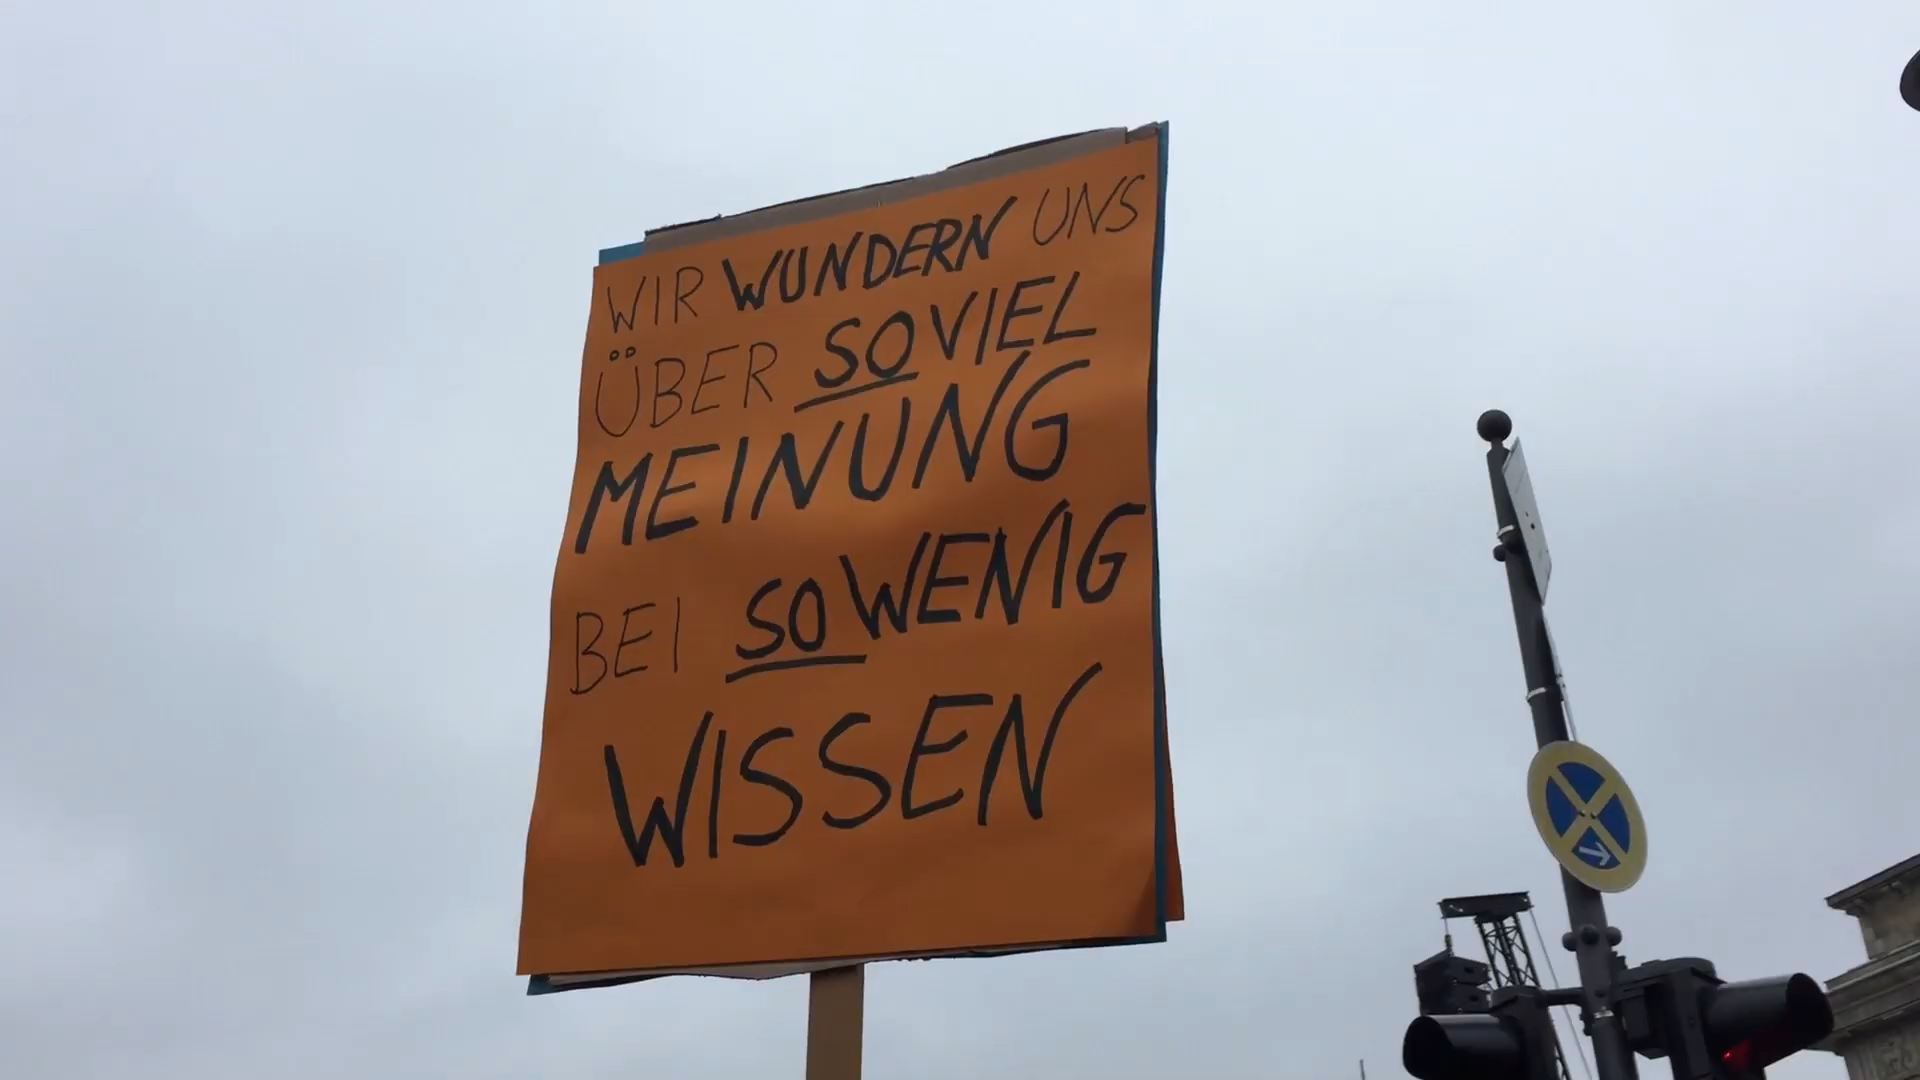 WIR WUNDERN UNS
ÜBER SOVIEL
MEINUNG
BEI SO WENIG
WISSEN